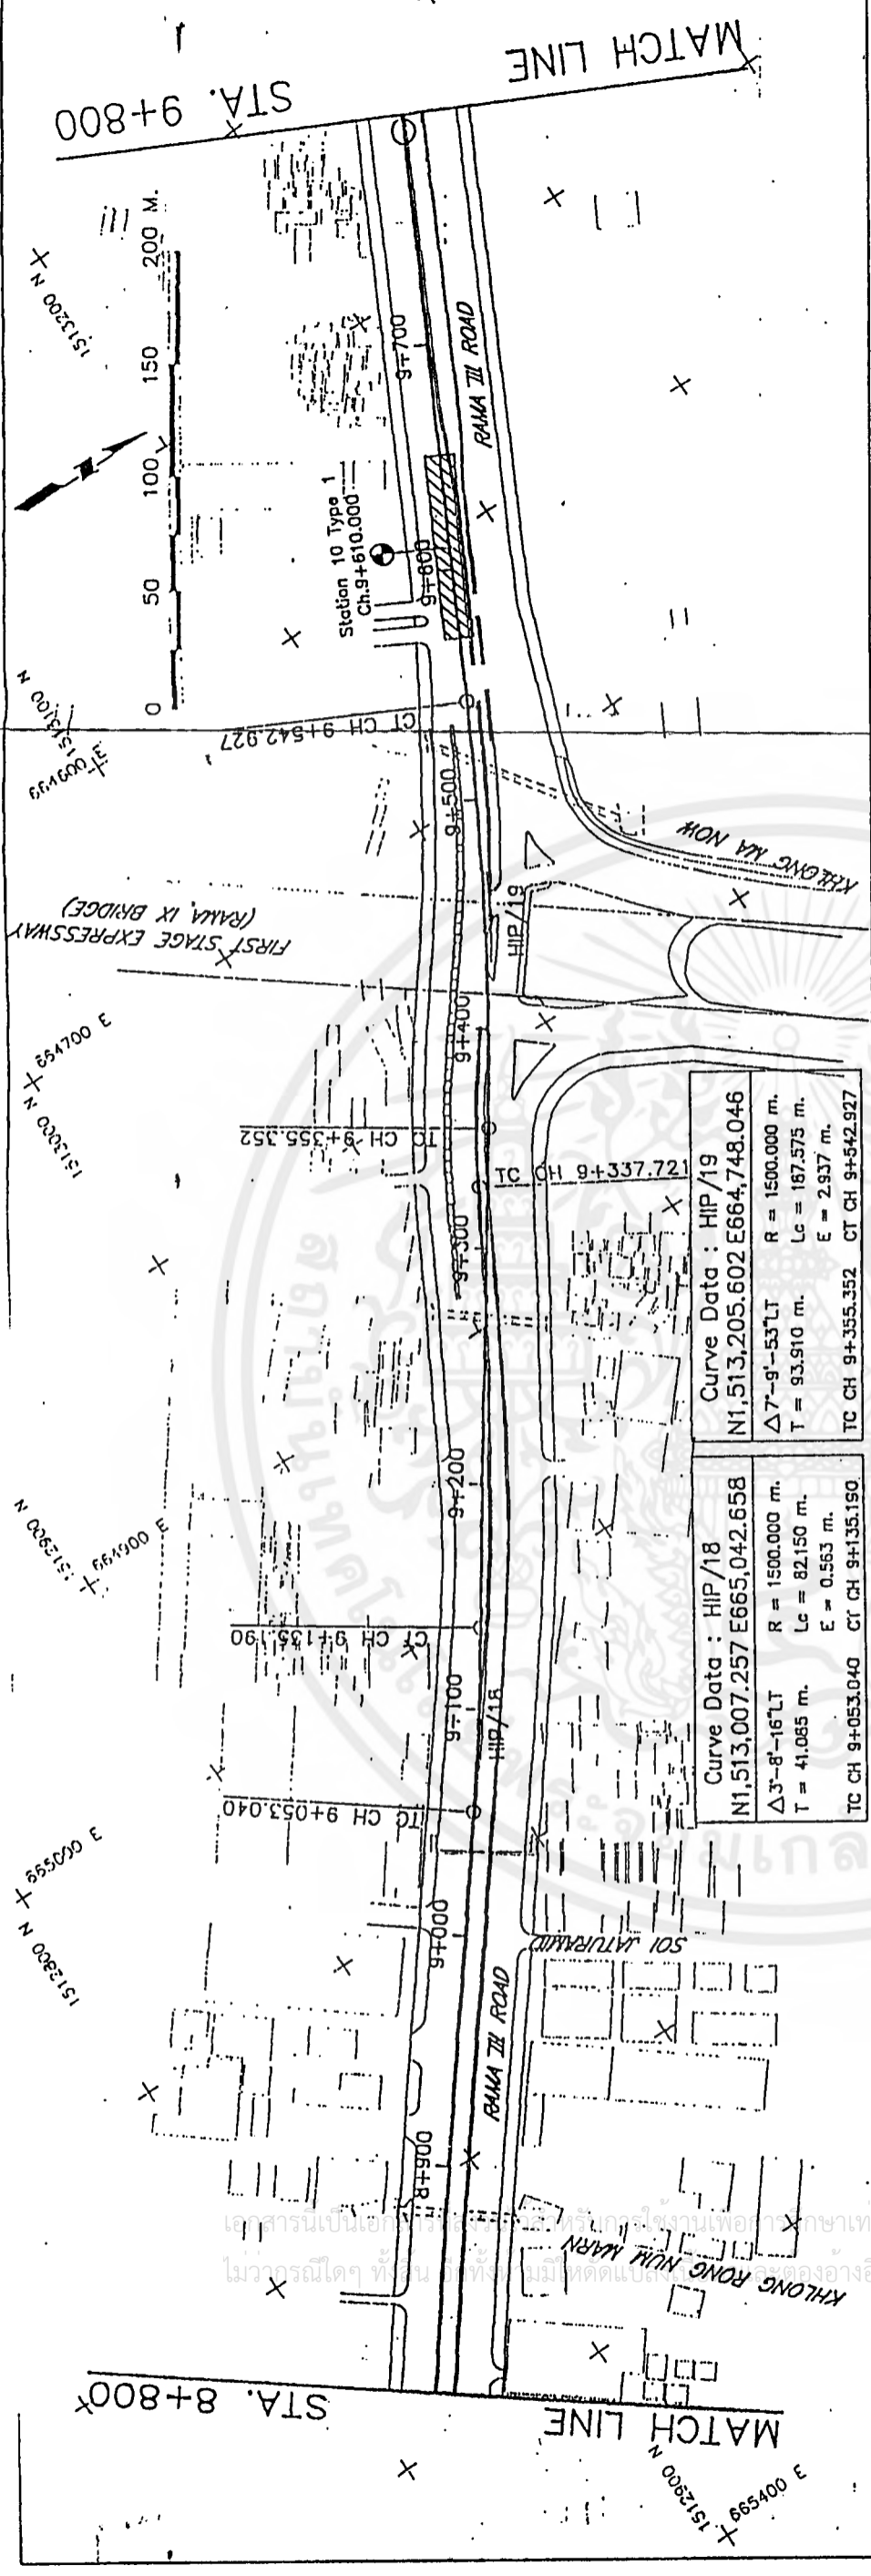 MATCH LINE
STA. 9+800
1513200 N
0 50 100 150 200 M.
9+700
RAMA III ROAD
Station 10 Type 1
Ch.9+610.000
9+600
1513100 N
CT CH 9+542.927
9+500
KHLONG MA NOW
HIP/19
FIRST STAGE EXPRESSWAY
(RAMA IX BRIDGE)
9+400
664700 E
1513000 N
TC CH 9+355.352
TC CH 9+337.721
9+300
9+200
1512900 N
CT CH 9+135.190
9+100
HIP/18
TC CH 9+053.040
665000 E
1512800 N
9+000
SOI JATURAMID
RAMA III ROAD
8+900
KHLONG RONG NUM MARN
STA. 8+800
MATCH LINE
665400 E
Curve Data : HIP/18
N1,513,007.257 E665,042.658
Δ3°-8'-16"LT R = 1500.000 m.
T = 41.085 m. Lc = 82.150 m.
E = 0.563 m.
TC CH 9+053.040 CT CH 9+135.190
Curve Data : HIP/19
N1,513,205.602 E664,748.046
Δ7°-9'-53"LT R = 1500.000 m.
T = 93.910 m. Lc = 187.575 m.
E = 2.937 m.
TC CH 9+355.352 CT CH 9+542.927